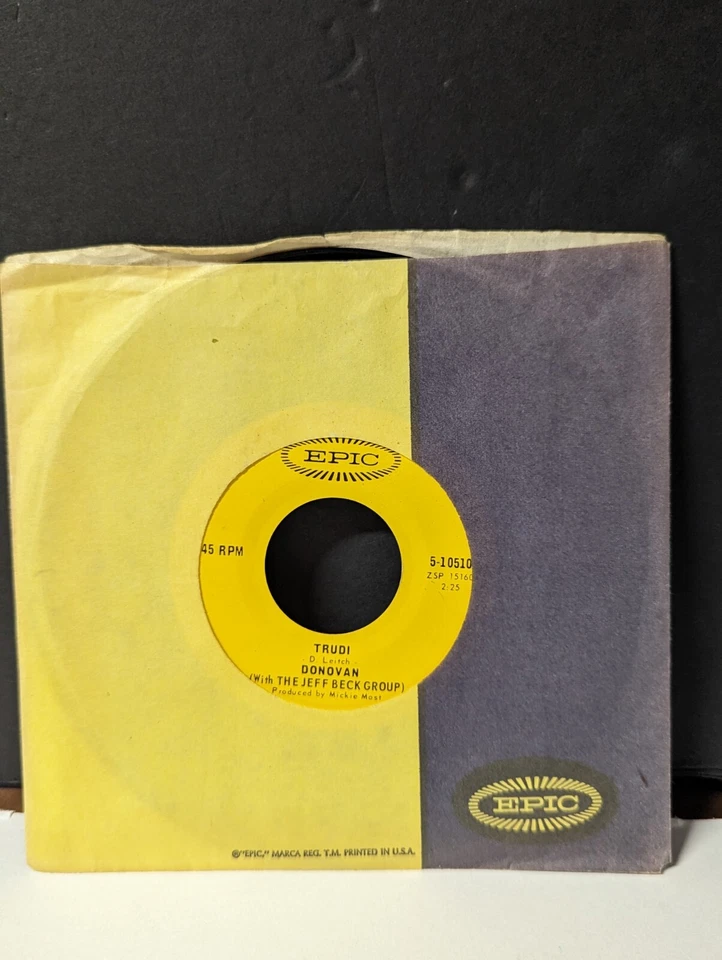 EPIC
45 RPM
5-10510
ZSP 15160
2:25
TRUDI
- D. Leitch -
DONOVAN
(With THE JEFF BECK GROUP)
Produced by Mickie Most
EPIC
®"EPIC," MARCA REG. T.M. PRINTED IN U.S.A.